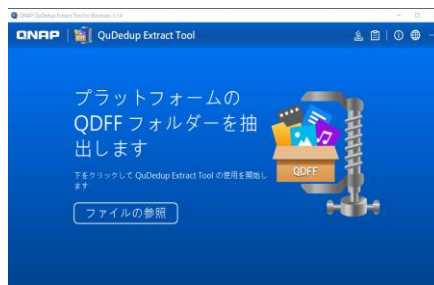 QNAP QuDedup Extract Tool for Windows 1.1.6
QNAP | QuDedup Extract Tool
プラットフォームの
QDFF フォルダーを抽
出します
下をクリックして QuDedup Extract Tool の使用を開始し
ます
ファイルの参照
QDFF